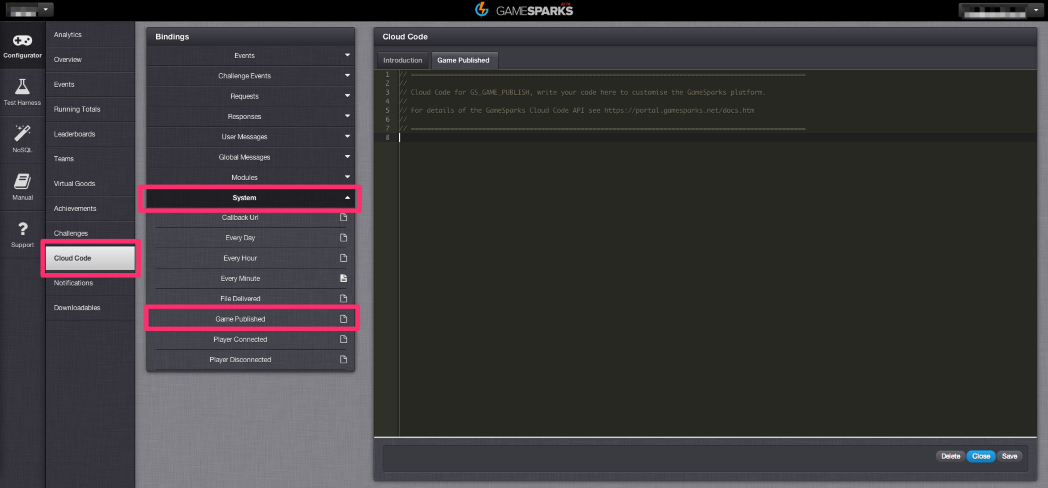 GAMESPARKS BETA
Configurator
Test Harness
NoSQL
Manual
Support
Analytics
Overview
Events
Running Totals
Leaderboards
Teams
Virtual Goods
Achievements
Challenges
Cloud Code
Notifications
Downloadables
Bindings
Events
Challenge Events
Requests
Responses
User Messages
Global Messages
Modules
System
Callback Url
Every Day
Every Hour
Every Minute
File Delivered
Game Published
Player Connected
Player Disconnected
Cloud Code
Introduction Game Published
1 // ====================================================================================================
2 //
3 // Cloud Code for GS_GAME_PUBLISH, write your code here to customise the GameSparks platform.
4 //
5 // For details of the GameSparks Cloud Code API see https://portal.gamesparks.net/docs.htm
6 //
7 // ====================================================================================================
8
Delete Close Save